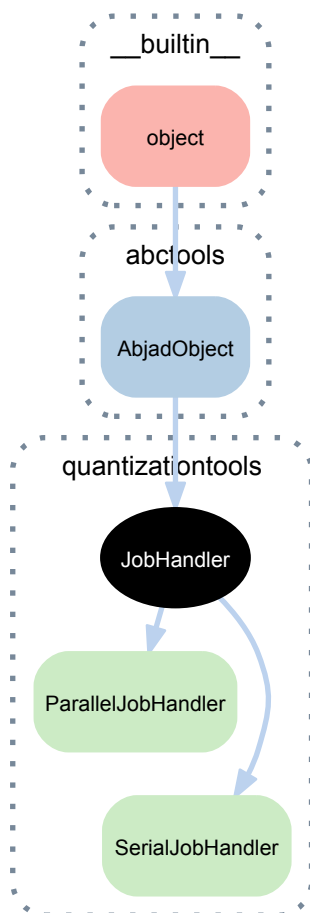 __builtin__
object
abctools
AbjadObject
quantizationtools
JobHandler
ParallelJobHandler
SerialJobHandler